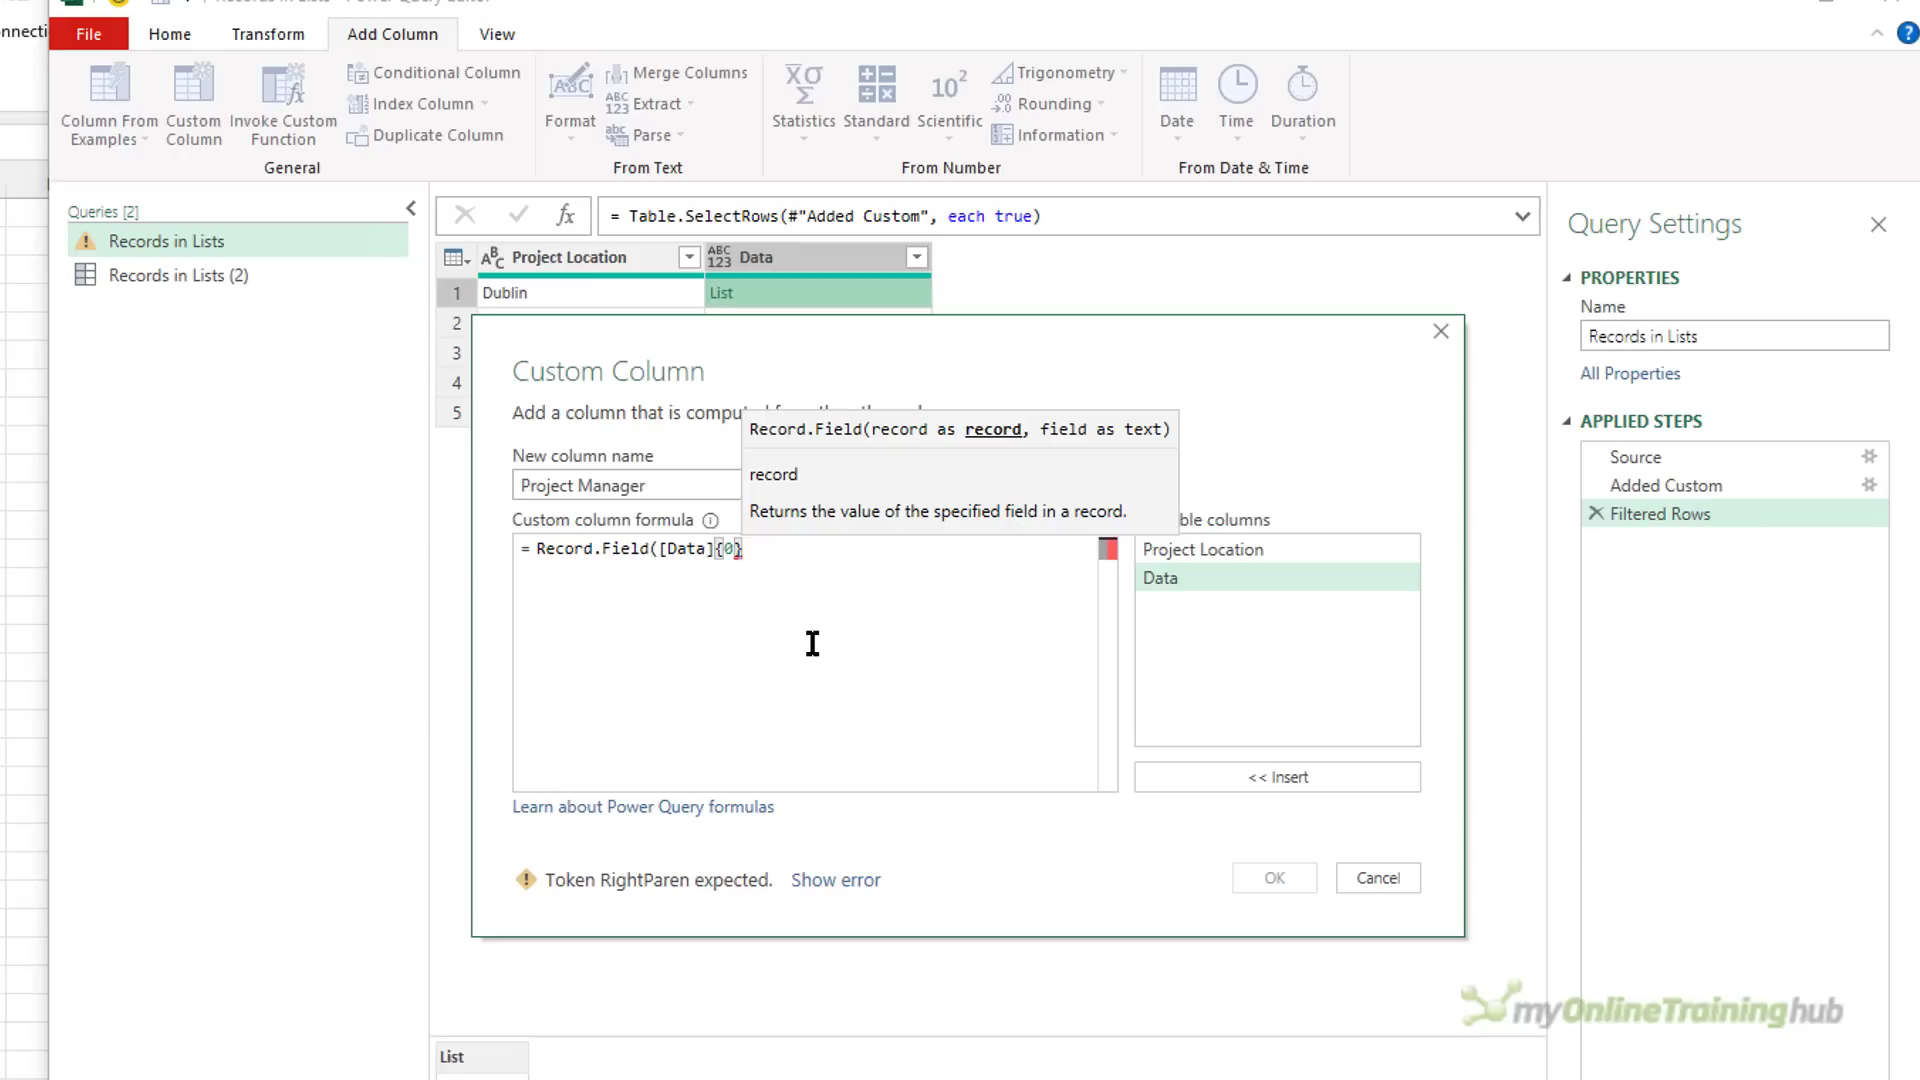 nnecti
File
Home
Transform
Add Column
View
Column From
Examples
Custom
Column
Invoke Custom
Function
Conditional Column
Index Column
Duplicate Column
General
Format
Merge Columns
Extract
Parse
From Text
Statistics
Standard
Scientific
Trigonometry
Rounding
Information
From Number
Date
Time
Duration
From Date & Time
Queries [2]
Records in Lists
Records in Lists (2)
= Table.SelectRows(#"Added Custom", each true)
Project Location
ABC
123
Data
1
Dublin
List
2
3
4
5
Custom Column
Add a column that is compu
Record.Field(record as record, field as text)
record
Returns the value of the specified field in a record.
New column name
Project Manager
Custom column formula
= Record.Field([Data]{0}
ble columns
Project Location
Data
<< Insert
Learn about Power Query formulas
Token RightParen expected.
Show error
OK
Cancel
List
Query Settings
PROPERTIES
Name
Records in Lists
All Properties
APPLIED STEPS
Source
Added Custom
Filtered Rows
myOnlineTraininghub